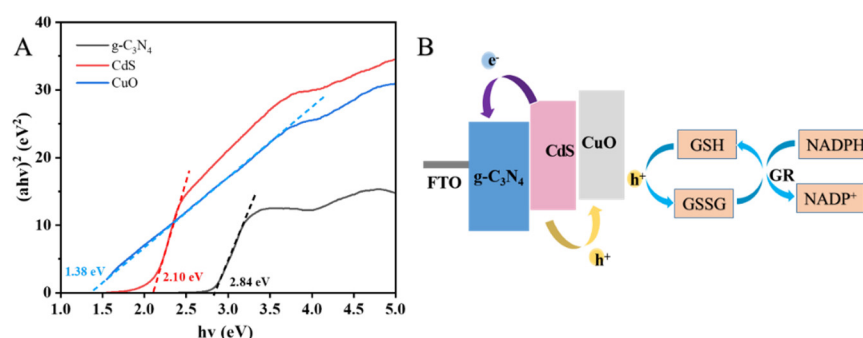 A
(ahv)² (eV²)
40
30
20
10
0
g-C₃N₄
CdS
CuO
1.38 eV
2.10 eV
2.84 eV
1.0 1.5 2.0 2.5 3.0 3.5 4.0 4.5 5.0
hv (eV)
B
e⁻
FTO
g-C₃N₄
CdS
CuO
h⁺
h⁺
GSH
GSSG
GR
NADPH
NADP⁺